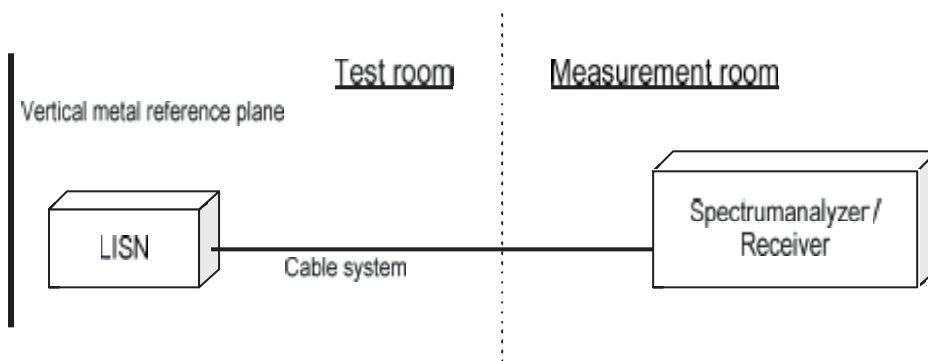 Test room
Measurement room
Vertical metal reference plane
LISN
Cable system
Spectrumanalyzer /
Receiver